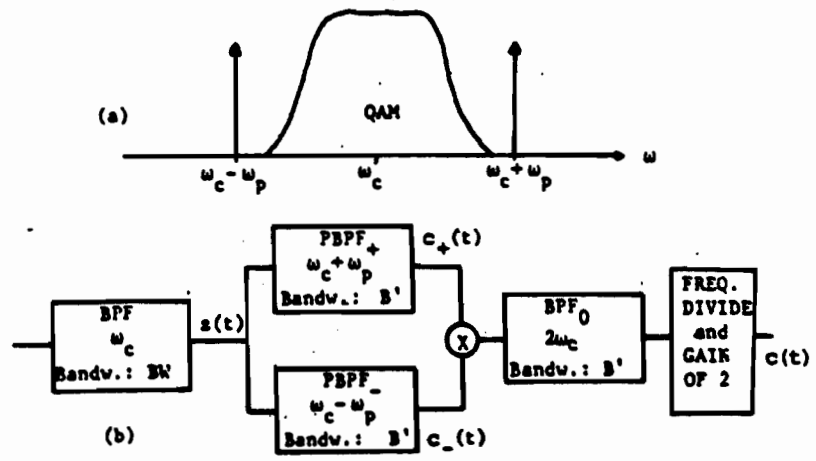 (a)
QAM
ω
ω_c - ω_p
ω_c
ω_c + ω_p
PBPF_+
ω_c + ω_p
Bandw.: B'
c_+(t)
BPF
ω_c
Bandw.: BW
z(t)
X
BPF_0
2ω_c
Bandw.: B'
FREQ.
DIVIDE
and
GAIN
OF 2
c(t)
PBPF_-
ω_c - ω_p
Bandw.: B'
c_-(t)
(b)